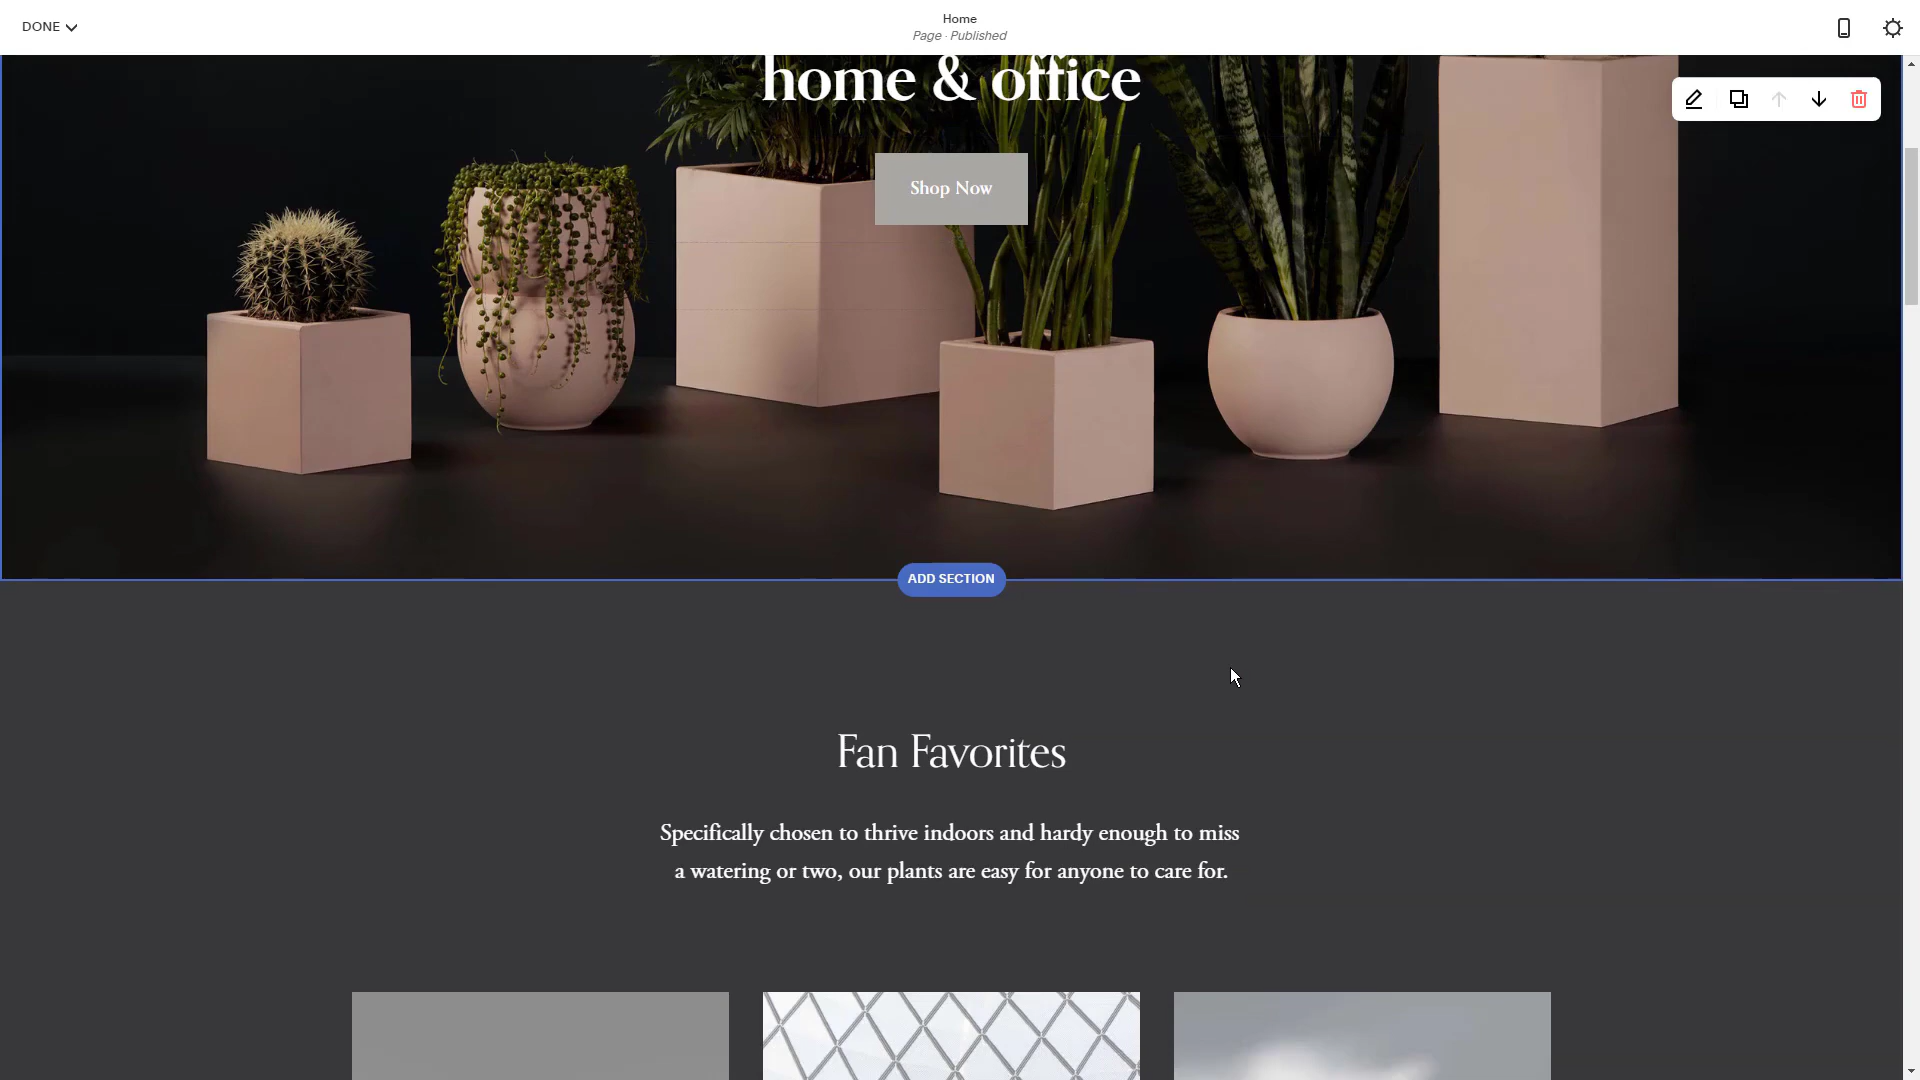 DONE
Home
Page · Published
home & office
Shop Now
ADD SECTION
Fan Favorites
Specifically chosen to thrive indoors and hardy enough to miss
a watering or two, our plants are easy for anyone to care for.